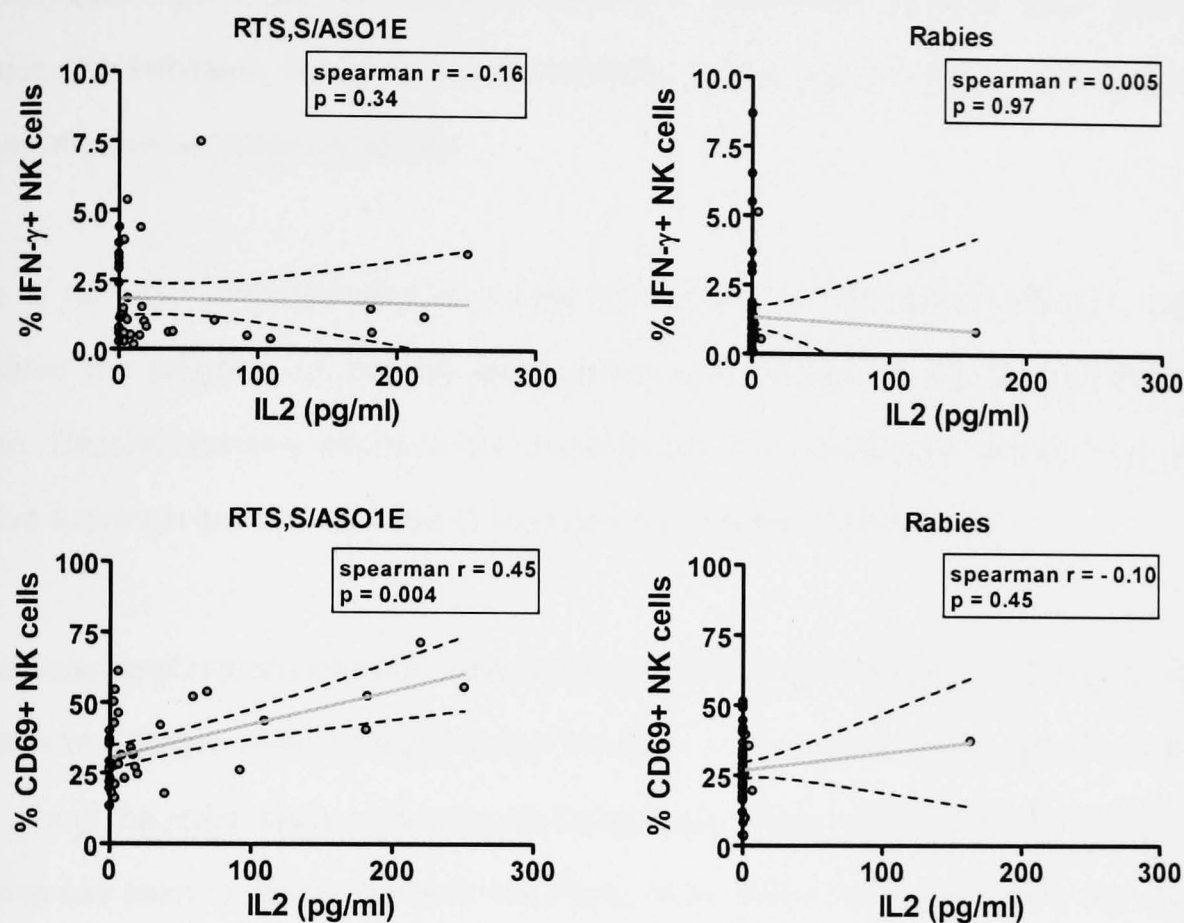 RTS,S/ASO1E
spearman r = - 0.16
p = 0.34
% IFN-γ+ NK cells
10.0
7.5
5.0
2.5
0.0
0
100
200
300
IL2 (pg/ml)
Rabies
spearman r = 0.005
p = 0.97
% IFN-γ+ NK cells
10.0
7.5
5.0
2.5
0.0
0
100
200
300
IL2 (pg/ml)
RTS,S/ASO1E
spearman r = 0.45
p = 0.004
% CD69+ NK cells
100
75
50
25
0
0
100
200
300
IL2 (pg/ml)
Rabies
spearman r = - 0.10
p = 0.45
% CD69+ NK cells
100
75
50
25
0
0
100
200
300
IL2 (pg/ml)